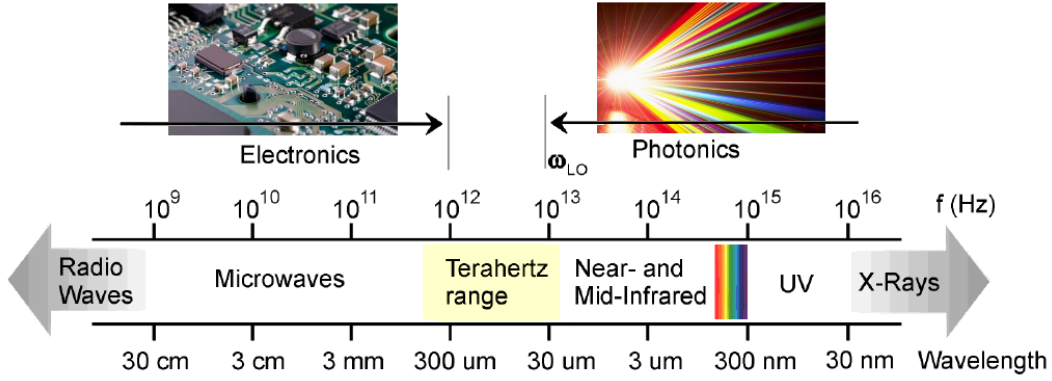 Electronics
Photonics
ω_LO
10^9 10^10 10^11 10^12 10^13 10^14 10^15 10^16 f (Hz)
Radio Waves
Microwaves
Terahertz range
Near- and Mid-Infrared
UV
X-Rays
30 cm 3 cm 3 mm 300 um 30 um 3 um 300 nm 30 nm Wavelength